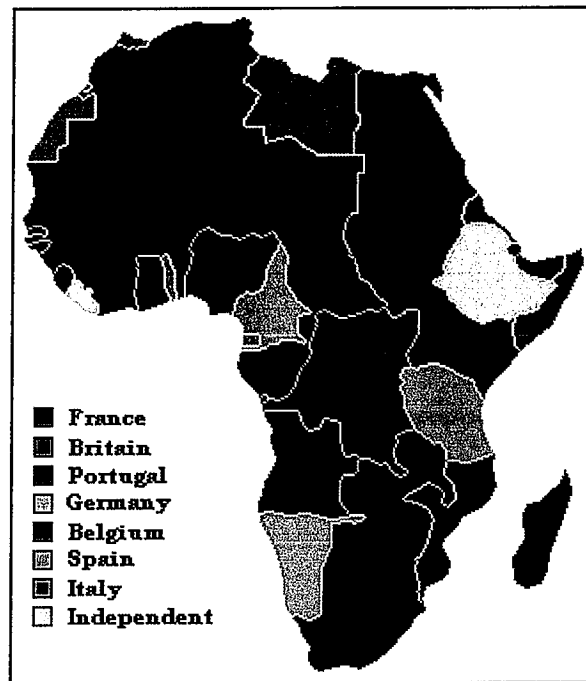 France
Britain
Portugal
Germany
Belgium
Spain
Italy
Independent